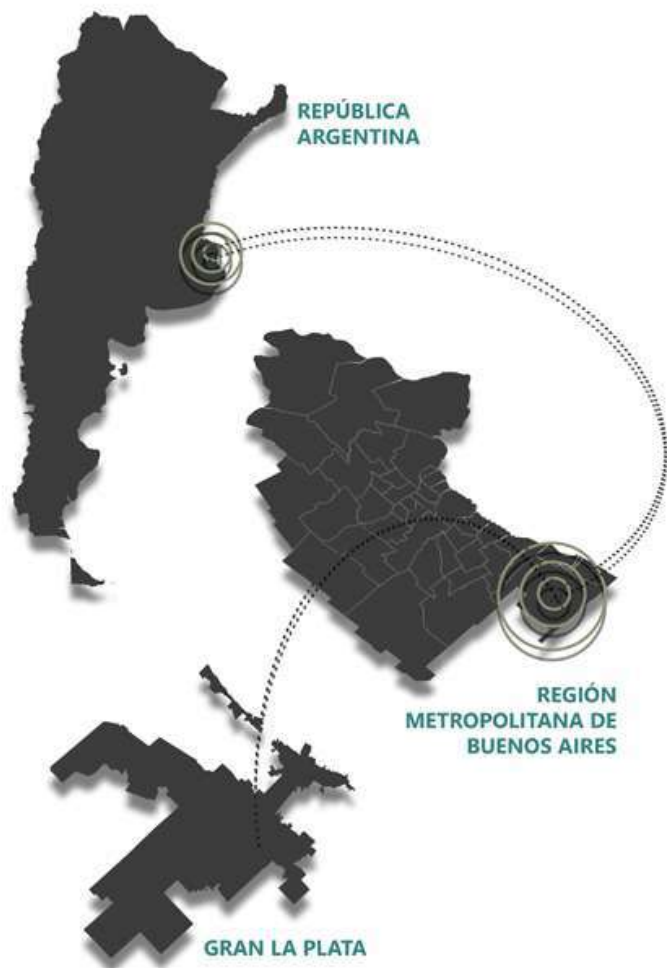 REPÚBLICA
ARGENTINA
REGIÓN
METROPOLITANA DE
BUENOS AIRES
GRAN LA PLATA